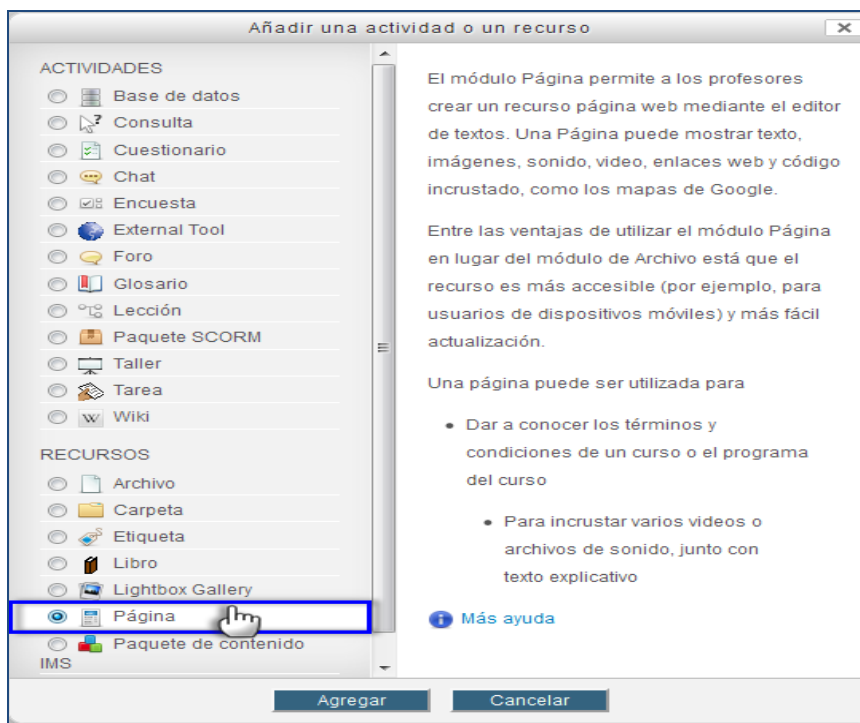 Añadir una actividad o un recurso
ACTIVIDADES
Base de datos
Consulta
Cuestionario
Chat
Encuesta
External Tool
Foro
Glosario
Lección
Paquete SCORM
Taller
Tarea
Wiki
RECURSOS
Archivo
Carpeta
Etiqueta
Libro
Lightbox Gallery
Página
Paquete de contenido
IMS
El módulo Página permite a los profesores
crear un recurso página web mediante el editor
de textos. Una Página puede mostrar texto,
imágenes, sonido, video, enlaces web y código
incrustado, como los mapas de Google.
Entre las ventajas de utilizar el módulo Página
en lugar del módulo de Archivo está que el
recurso es más accesible (por ejemplo, para
usuarios de dispositivos móviles) y más fácil
actualización.
Una página puede ser utilizada para
• Dar a conocer los términos y
condiciones de un curso o el programa
del curso
• Para incrustar varios videos o
archivos de sonido, junto con
texto explicativo
Más ayuda
Agregar
Cancelar